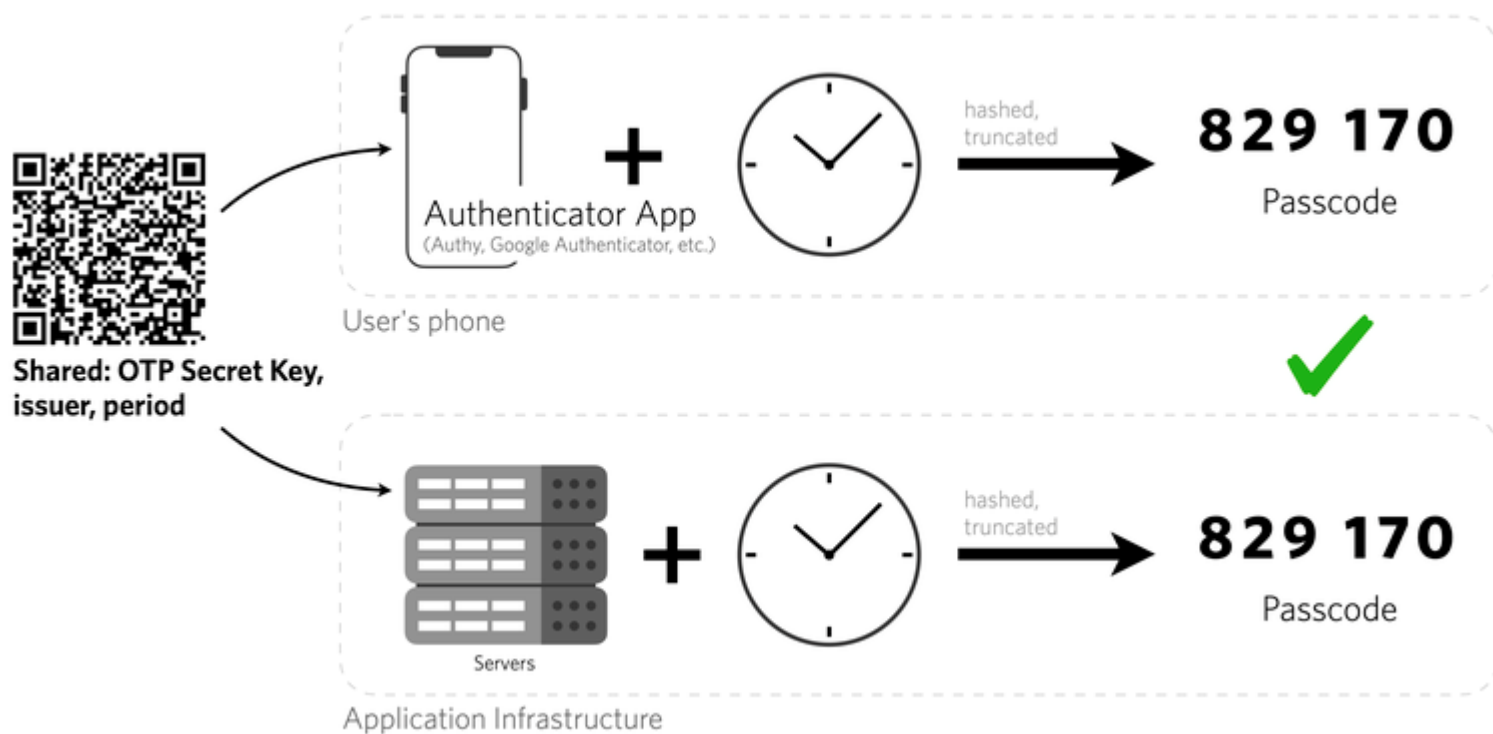 hashed,
truncated
829 170
Passcode
Authenticator App
(Authy, Google Authenticator, etc.)
User's phone
Shared: OTP Secret Key,
issuer, period
hashed,
truncated
829 170
Passcode
Servers
Application Infrastructure